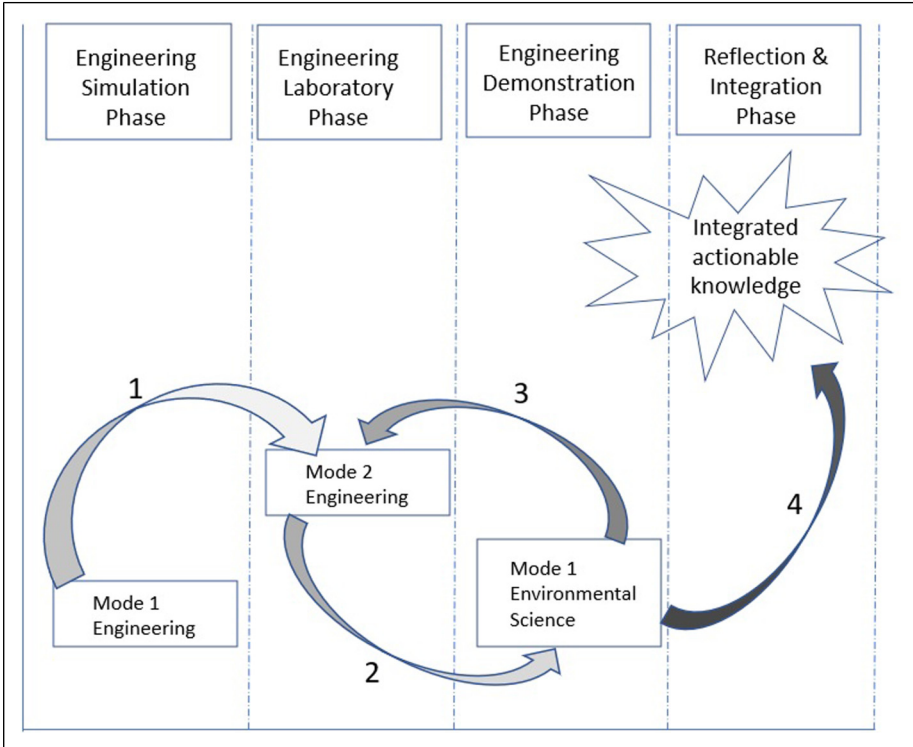 Engineering
Simulation
Phase
Engineering
Laboratory
Phase
Engineering
Demonstration
Phase
Reflection &
Integration
Phase
Integrated
actionable
knowledge
1
3
Mode 2
Engineering
4
Mode 1
Environmental
Science
Mode 1
Engineering
2